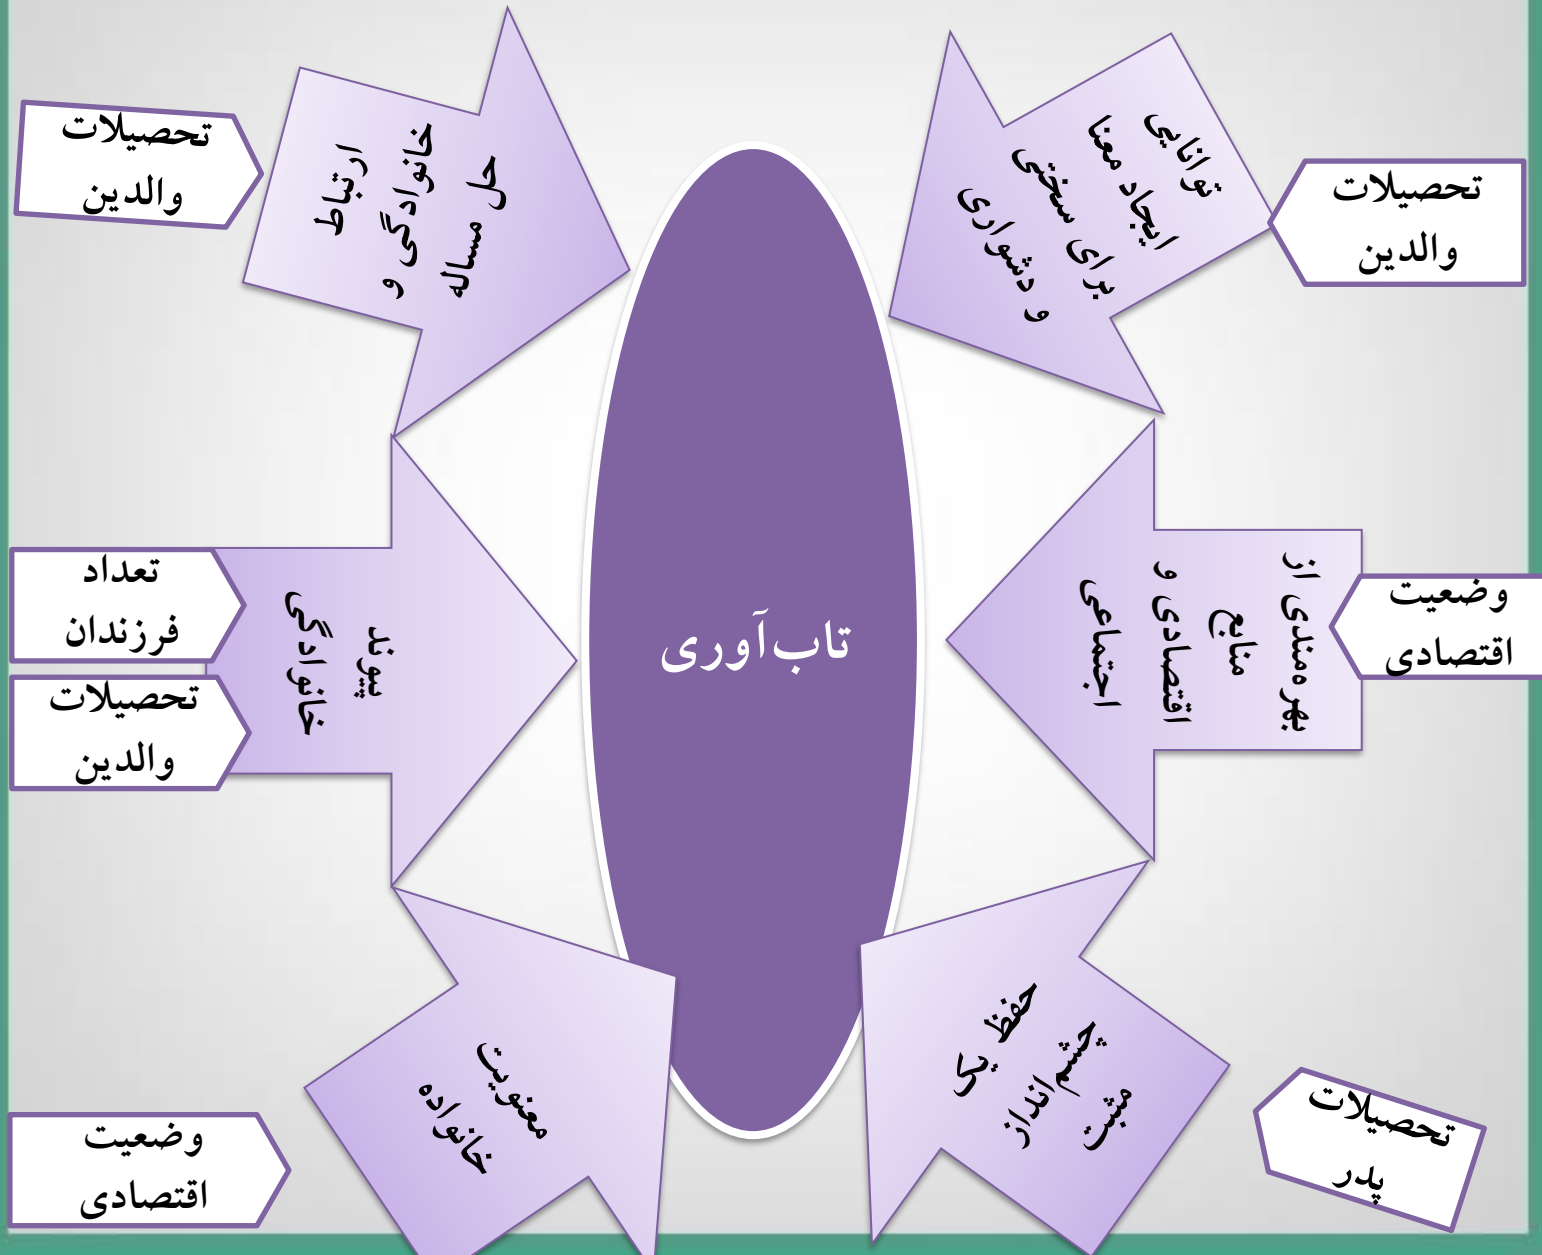 تحصیلات
والدین
ارتباط
خانوادگی و
حل مساله
توانایی
ایجاد معنا
برای سختی
و دشواری
تحصیلات
والدین
تعداد
فرزندان
تحصیلات
والدین
پیوند
خانوادگی
تاب‌آوری
بهره‌مندی از
منابع
اقتصادی و
اجتماعی
وضعیت
اقتصادی
وضعیت
اقتصادی
معنویت
خانواده
حفظ یک
چشم‌انداز
مثبت
تحصیلات
پدر